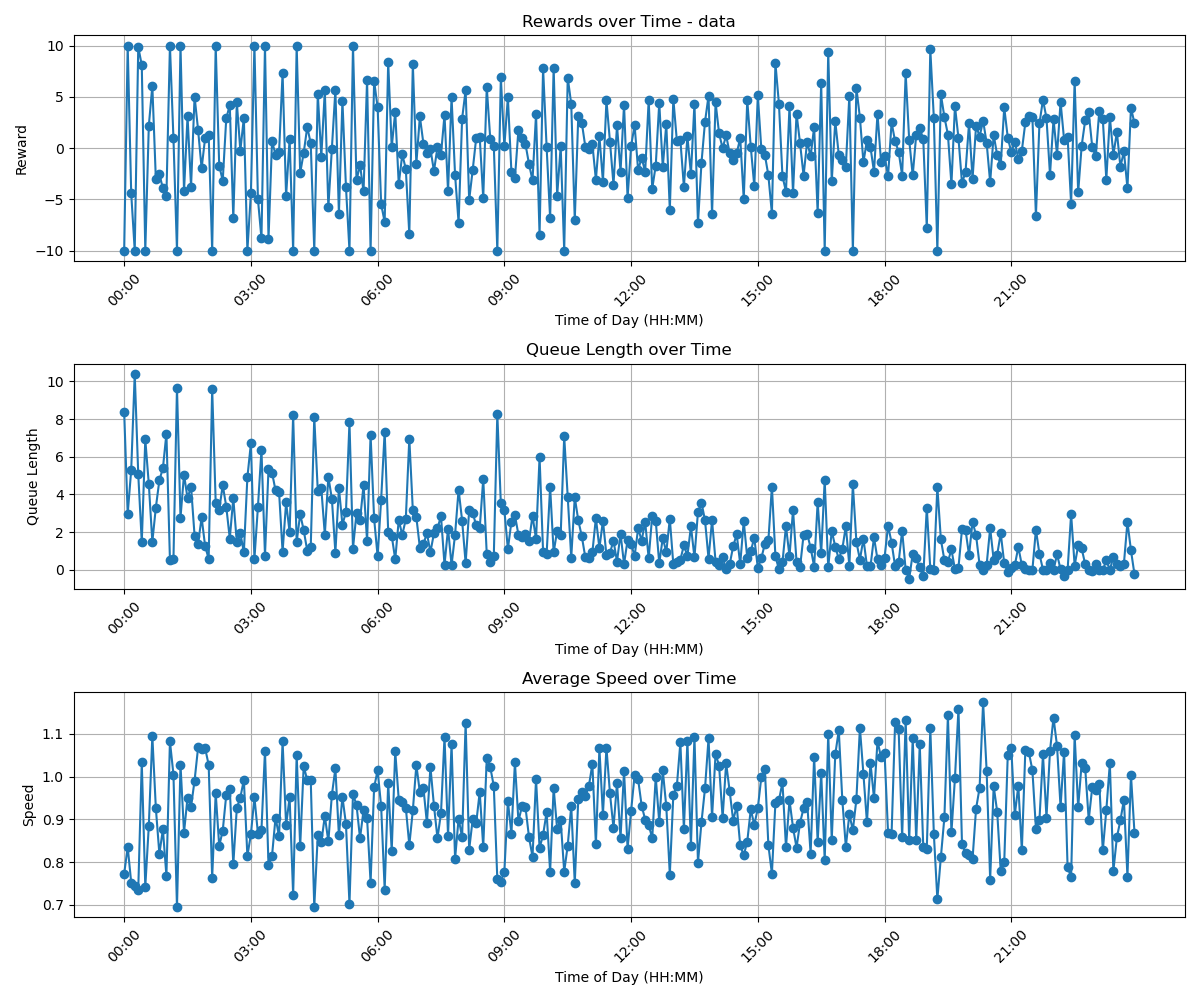 Rewards over Time - data
10
5
0
−5
−10
Reward
00:00 03:00 06:00 09:00 12:00 15:00 18:00 21:00
Time of Day (HH:MM)
Queue Length over Time
10
8
6
4
2
0
Queue Length
00:00 03:00 06:00 09:00 12:00 15:00 18:00 21:00
Time of Day (HH:MM)
Average Speed over Time
1.1
1.0
0.9
0.8
0.7
Speed
00:00 03:00 06:00 09:00 12:00 15:00 18:00 21:00
Time of Day (HH:MM)